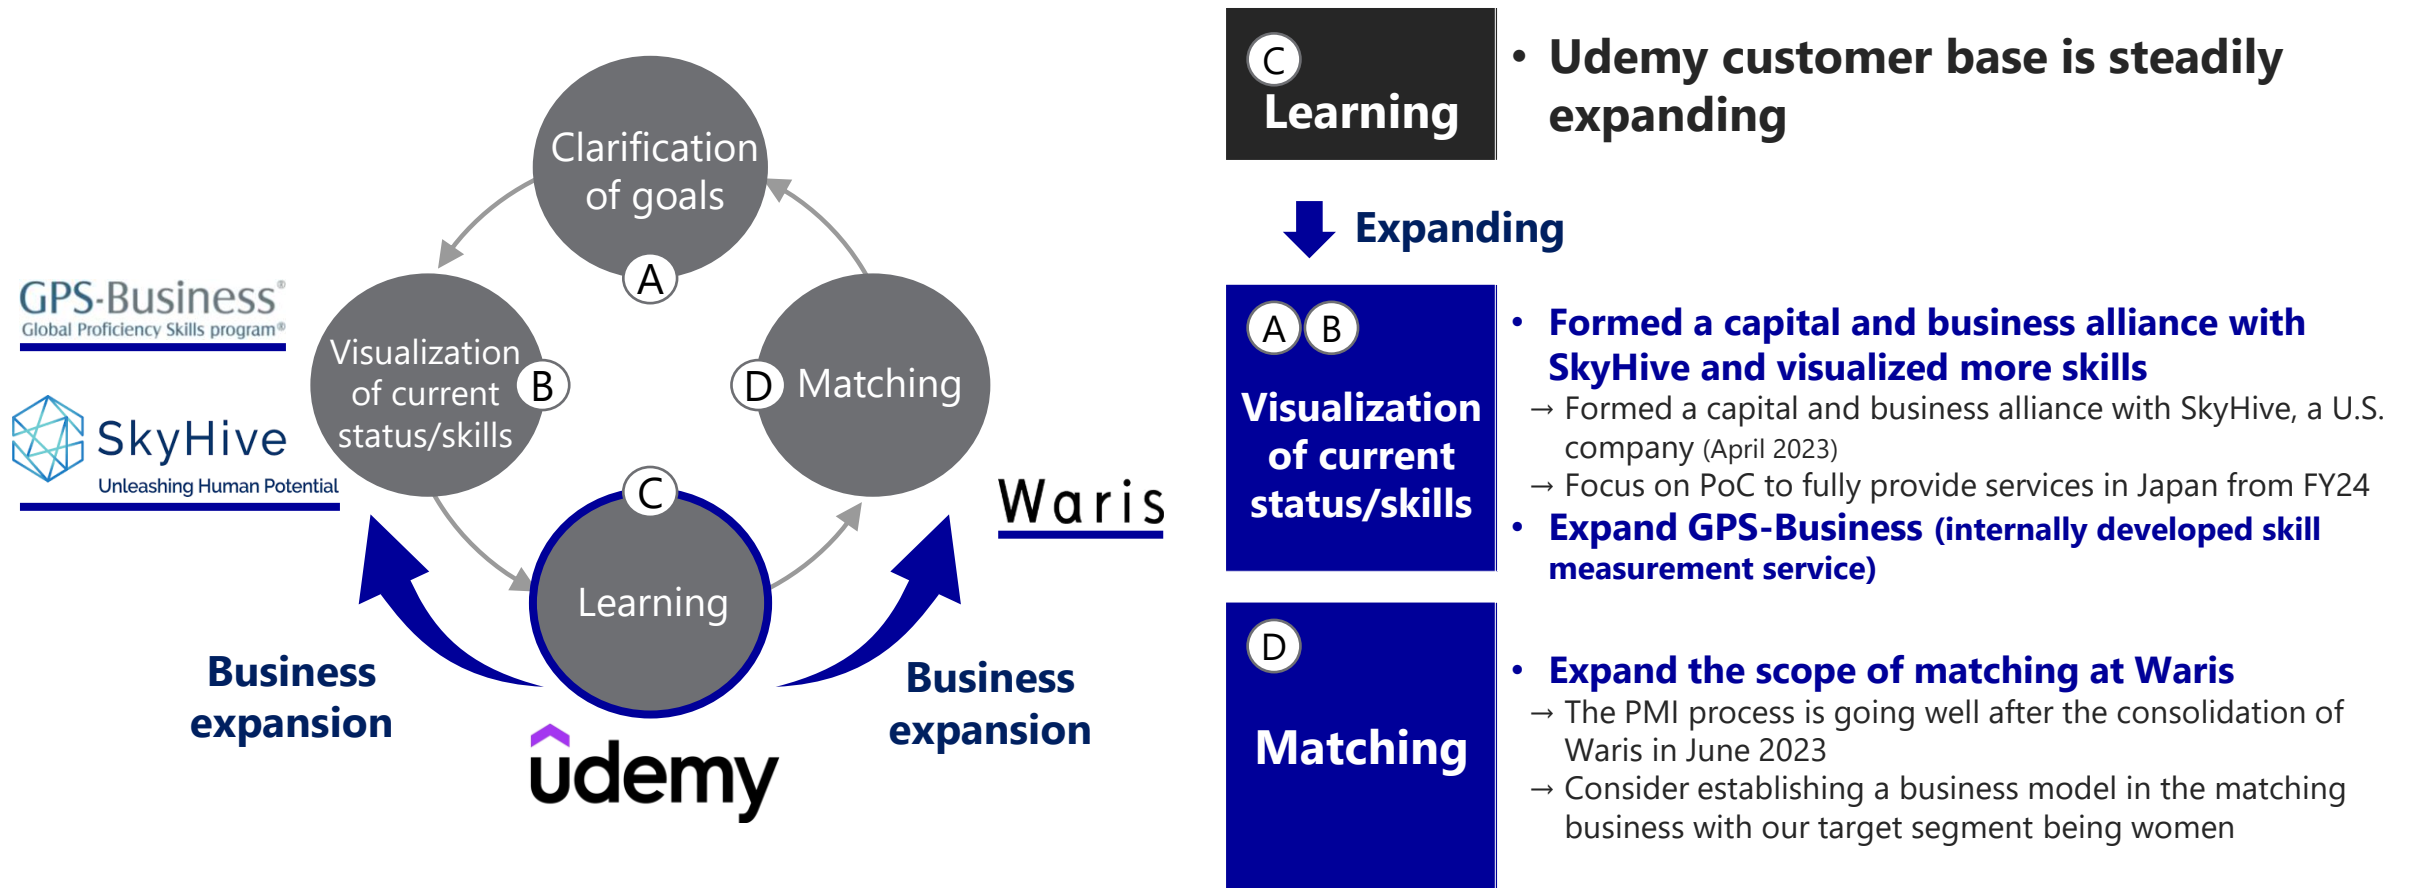 Clarification
of goals
A
GPS-Business®
Global Proficiency Skills program®
Visualization
of current
status/skills
B
D
Matching
SkyHive
Unleashing Human Potential
C
Learning
Waris
Business
expansion
Business
expansion
udemy
C
Learning
• Udemy customer base is steadily
expanding
Expanding
A B
Visualization
of current
status/skills
• Formed a capital and business alliance with
SkyHive and visualized more skills
→ Formed a capital and business alliance with SkyHive, a U.S.
company (April 2023)
→ Focus on PoC to fully provide services in Japan from FY24
• Expand GPS-Business (internally developed skill
measurement service)
D
Matching
• Expand the scope of matching at Waris
→ The PMI process is going well after the consolidation of
Waris in June 2023
→ Consider establishing a business model in the matching
business with our target segment being women